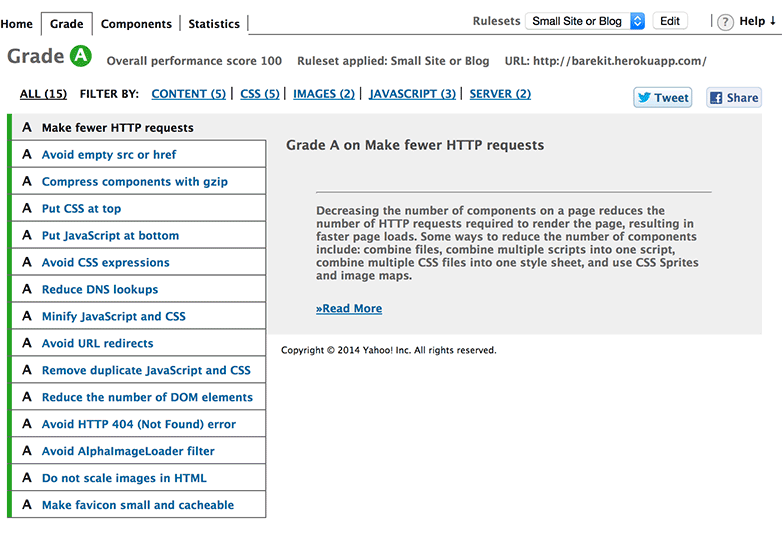 Home Grade Components Statistics Rulesets Small Site or Blog Edit ? Help ↓
Grade A Overall performance score 100 Ruleset applied: Small Site or Blog URL: http://barekit.herokuapp.com/
ALL (15) FILTER BY: CONTENT (5) | CSS (5) | IMAGES (2) | JAVASCRIPT (3) | SERVER (2) Tweet Share
A Make fewer HTTP requests
A Avoid empty src or href
A Compress components with gzip
A Put CSS at top
A Put JavaScript at bottom
A Avoid CSS expressions
A Reduce DNS lookups
A Minify JavaScript and CSS
A Avoid URL redirects
A Remove duplicate JavaScript and CSS
A Reduce the number of DOM elements
A Avoid HTTP 404 (Not Found) error
A Avoid AlphaImageLoader filter
A Do not scale images in HTML
A Make favicon small and cacheable
Grade A on Make fewer HTTP requests
Decreasing the number of components on a page reduces the
number of HTTP requests required to render the page, resulting in
faster page loads. Some ways to reduce the number of components
include: combine files, combine multiple scripts into one script,
combine multiple CSS files into one style sheet, and use CSS Sprites
and image maps.
»Read More
Copyright © 2014 Yahoo! Inc. All rights reserved.